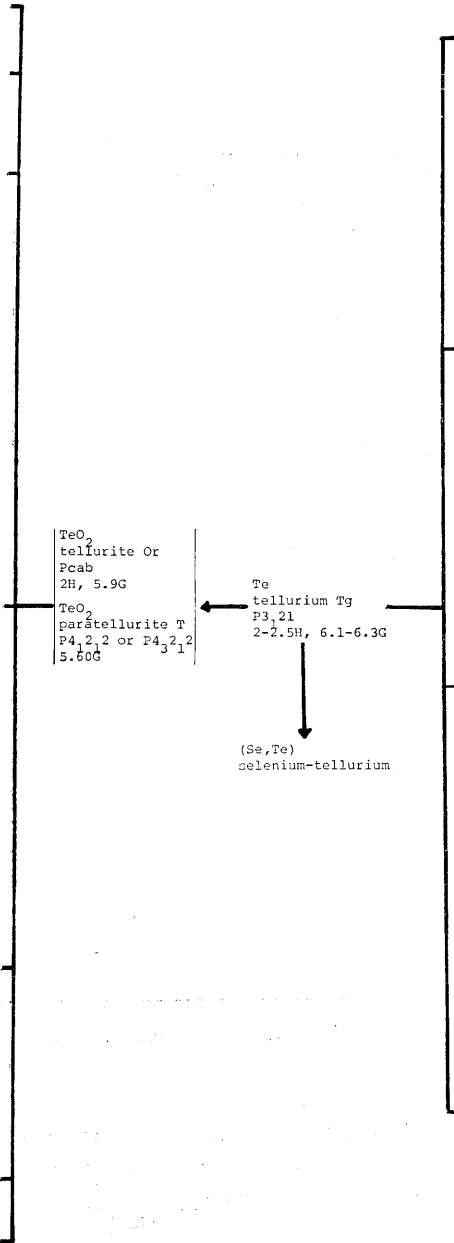 TeO2
tellurite Or
Pcab
2H, 5.9G
TeO2
paratellurite T
P41212 or P43212
5.60G
Te
tellurium Tg
P3121
2-2.5H, 6.1-6.3G
(Se,Te)
selenium-tellurium